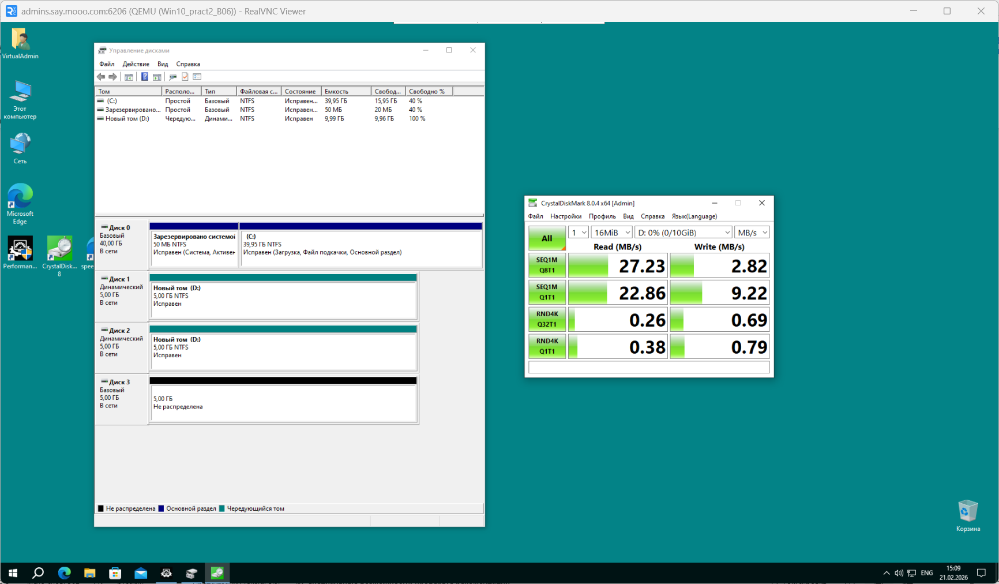 admins.say.mooo.com:6206 (QEMU (Win10_pract2_B06)) - RealVNC Viewer
VirtualAdmin
Этот
компьютер
Сеть
Microsoft
Edge
Performan...
CrystalDisk...
8
spee
Управление дисками
Файл Действие Вид Справка
Том Располо... Тип Файловая с... Состояние Емкость Свобод... Свободно %
(C:) Простой Базовый NTFS Исправен... 39,95 ГБ 15,95 ГБ 40 %
Зарезервировано... Простой Базовый NTFS Исправен... 50 МБ 20 МБ 40 %
Новый том (D:) Чередую... Динами... NTFS Исправен 9,99 ГБ 9,96 ГБ 100 %
Диск 0
Базовый
40,00 ГБ
В сети
Зарезервировано системой
50 МБ NTFS
Исправен (Система, Активен
(C:)
39,95 ГБ NTFS
Исправен (Загрузка, Файл подкачки, Основной раздел)
Диск 1
Динамический
5,00 ГБ
В сети
Новый том (D:)
5,00 ГБ NTFS
Исправен
Диск 2
Динамический
5,00 ГБ
В сети
Новый том (D:)
5,00 ГБ NTFS
Исправен
Диск 3
Базовый
5,00 ГБ
В сети
5,00 ГБ
Не распределена
Не распределена Основной раздел Чередующийся том
CrystalDiskMark 8.0.4 x64 [Admin]
Файл Настройки Профиль Вид Справка Язык(Language)
All 1 16MiB D: 0% (0/10GiB) MB/s
Read (MB/s) Write (MB/s)
SEQ1M
Q8T1
27.23 2.82
SEQ1M
Q1T1
22.86 9.22
RND4K
Q32T1
0.26 0.69
RND4K
Q1T1
0.38 0.79
Корзина
ENG
15:09
21.02.2026